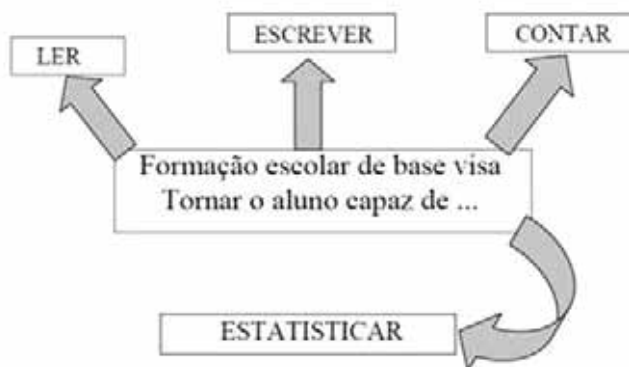 LER
ESCREVER
CONTAR
Formação escolar de base visa
Tornar o aluno capaz de ...
ESTATISTICAR